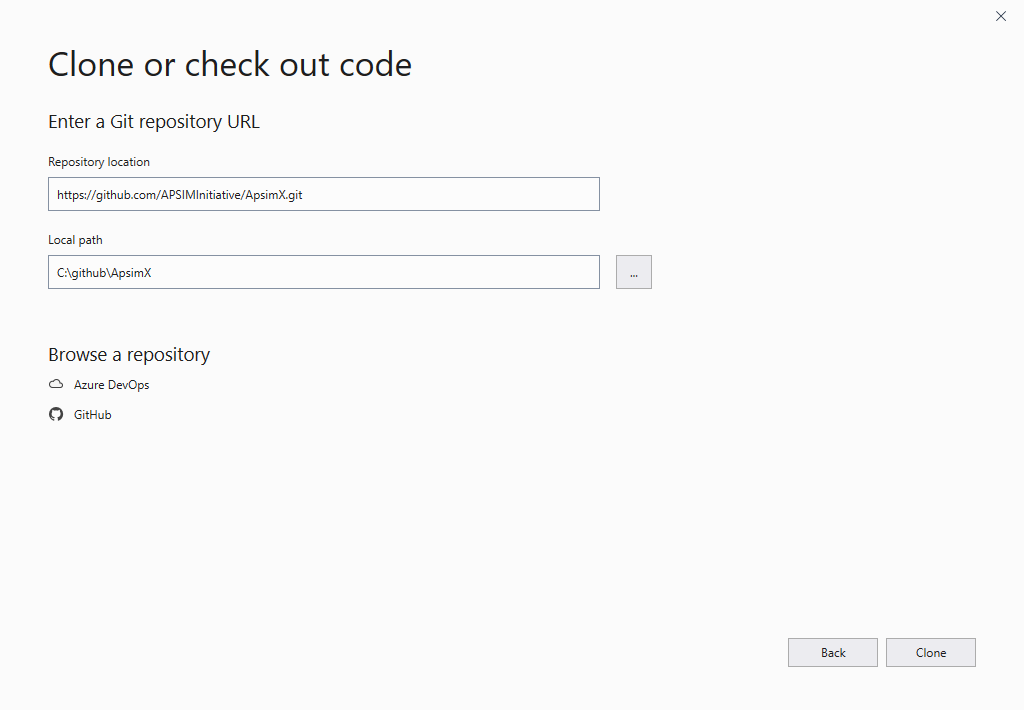 Clone or check out code
Enter a Git repository URL
Repository location
https://github.com/APSIMInitiative/ApsimX.git
Local path
C:\github\ApsimX
...
Browse a repository
Azure DevOps
GitHub
Back
Clone